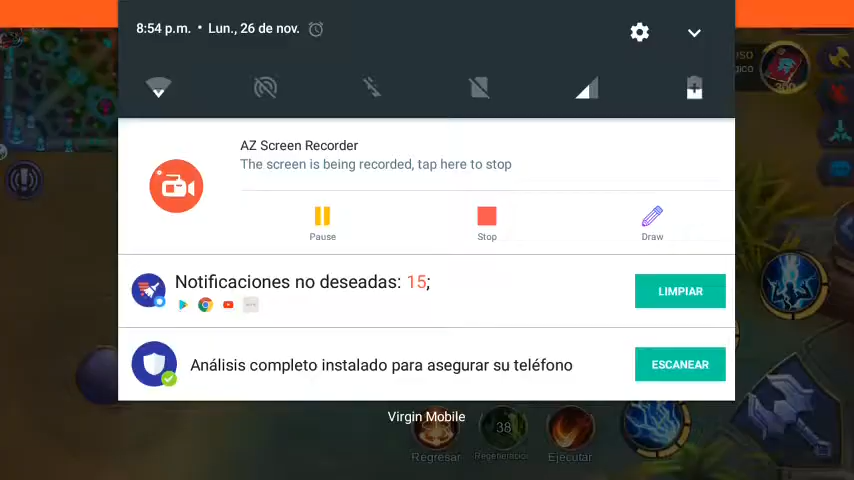 8:54 p.m. • Lun., 26 de nov.
AZ Screen Recorder
The screen is being recorded, tap here to stop
Pause
Stop
Draw
Notificaciones no deseadas: 15;
LIMPIAR
Análisis completo instalado para asegurar su teléfono
ESCANEAR
Virgin Mobile
38
Regresar
Regeneración
Ejecutar